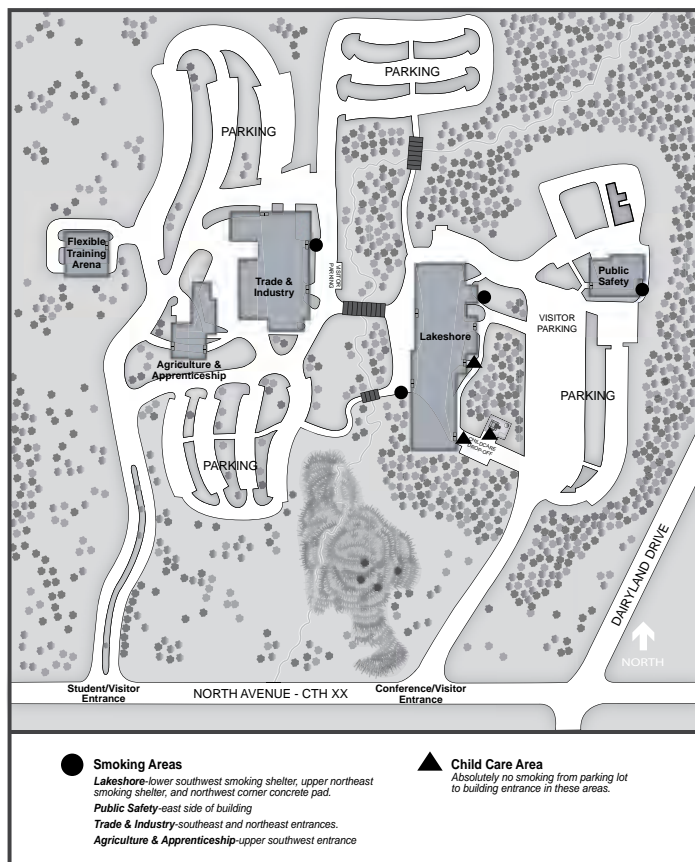 PARKING
PARKING
Flexible
Training
Arena
Trade &
Industry
VISITOR
PARKING
Public
Safety
Lakeshore
VISITOR
PARKING
Agriculture &
Apprenticeship
PARKING
PARKING
CHILDCARE
DROP-OFF
DAIRYLAND DRIVE
NORTH
Student/Visitor
Entrance
NORTH AVENUE - CTH XX
Conference/Visitor
Entrance
Smoking Areas
Lakeshore-lower southwest smoking shelter, upper northeast
smoking shelter, and northwest corner concrete pad.
Public Safety-east side of building
Trade & Industry-southeast and northeast entrances.
Agriculture & Apprenticeship-upper southwest entrance
Child Care Area
Absolutely no smoking from parking lot
to building entrance in these areas.